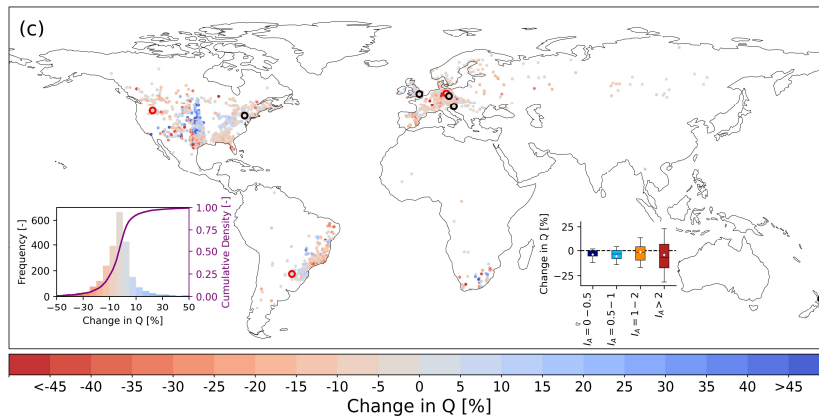 (c)
Frequency [-]
600
400
200
0
1.00
0.75
0.50
0.25
0.00
Cumulative Density [-]
−50 −30 −10 10 30 50
Change in Q [%]
Change in Q [%]
25
0
−25
I_A = 0 − 0.5
I_A = 0.5 − 1
I_A = 1 − 2
I_A > 2
<-45 -40 -35 -30 -25 -20 -15 -10 -5 0 5 10 15 20 25 30 35 40 >45
Change in Q [%]